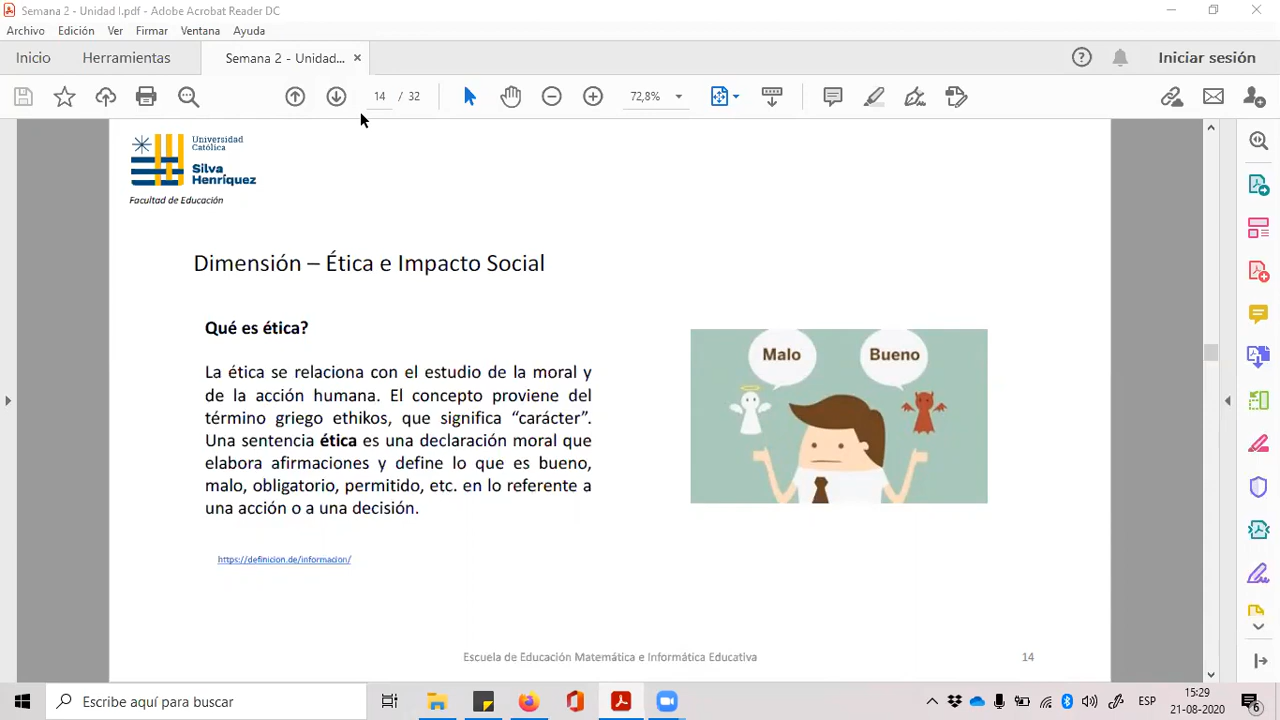 Semana 2 - Unidad I.pdf - Adobe Acrobat Reader DC
Archivo Edición Ver Firmar Ventana Ayuda
Inicio Herramientas Semana 2 - Unidad... × Iniciar sesión
14 / 32 72,8%
Universidad
Católica
Silva
Henríquez
Facultad de Educación
Dimensión – Ética e Impacto Social
Qué es ética?
La ética se relaciona con el estudio de la moral y
de la acción humana. El concepto proviene del
término griego ethikos, que significa “carácter”.
Una sentencia ética es una declaración moral que
elabora afirmaciones y define lo que es bueno,
malo, obligatorio, permitido, etc. en lo referente a
una acción o a una decisión.
Malo Bueno
https://definicion.de/informacion/
Escuela de Educación Matemática e Informática Educativa 14
Escribe aquí para buscar
ESP
15:29
21-08-2020
6